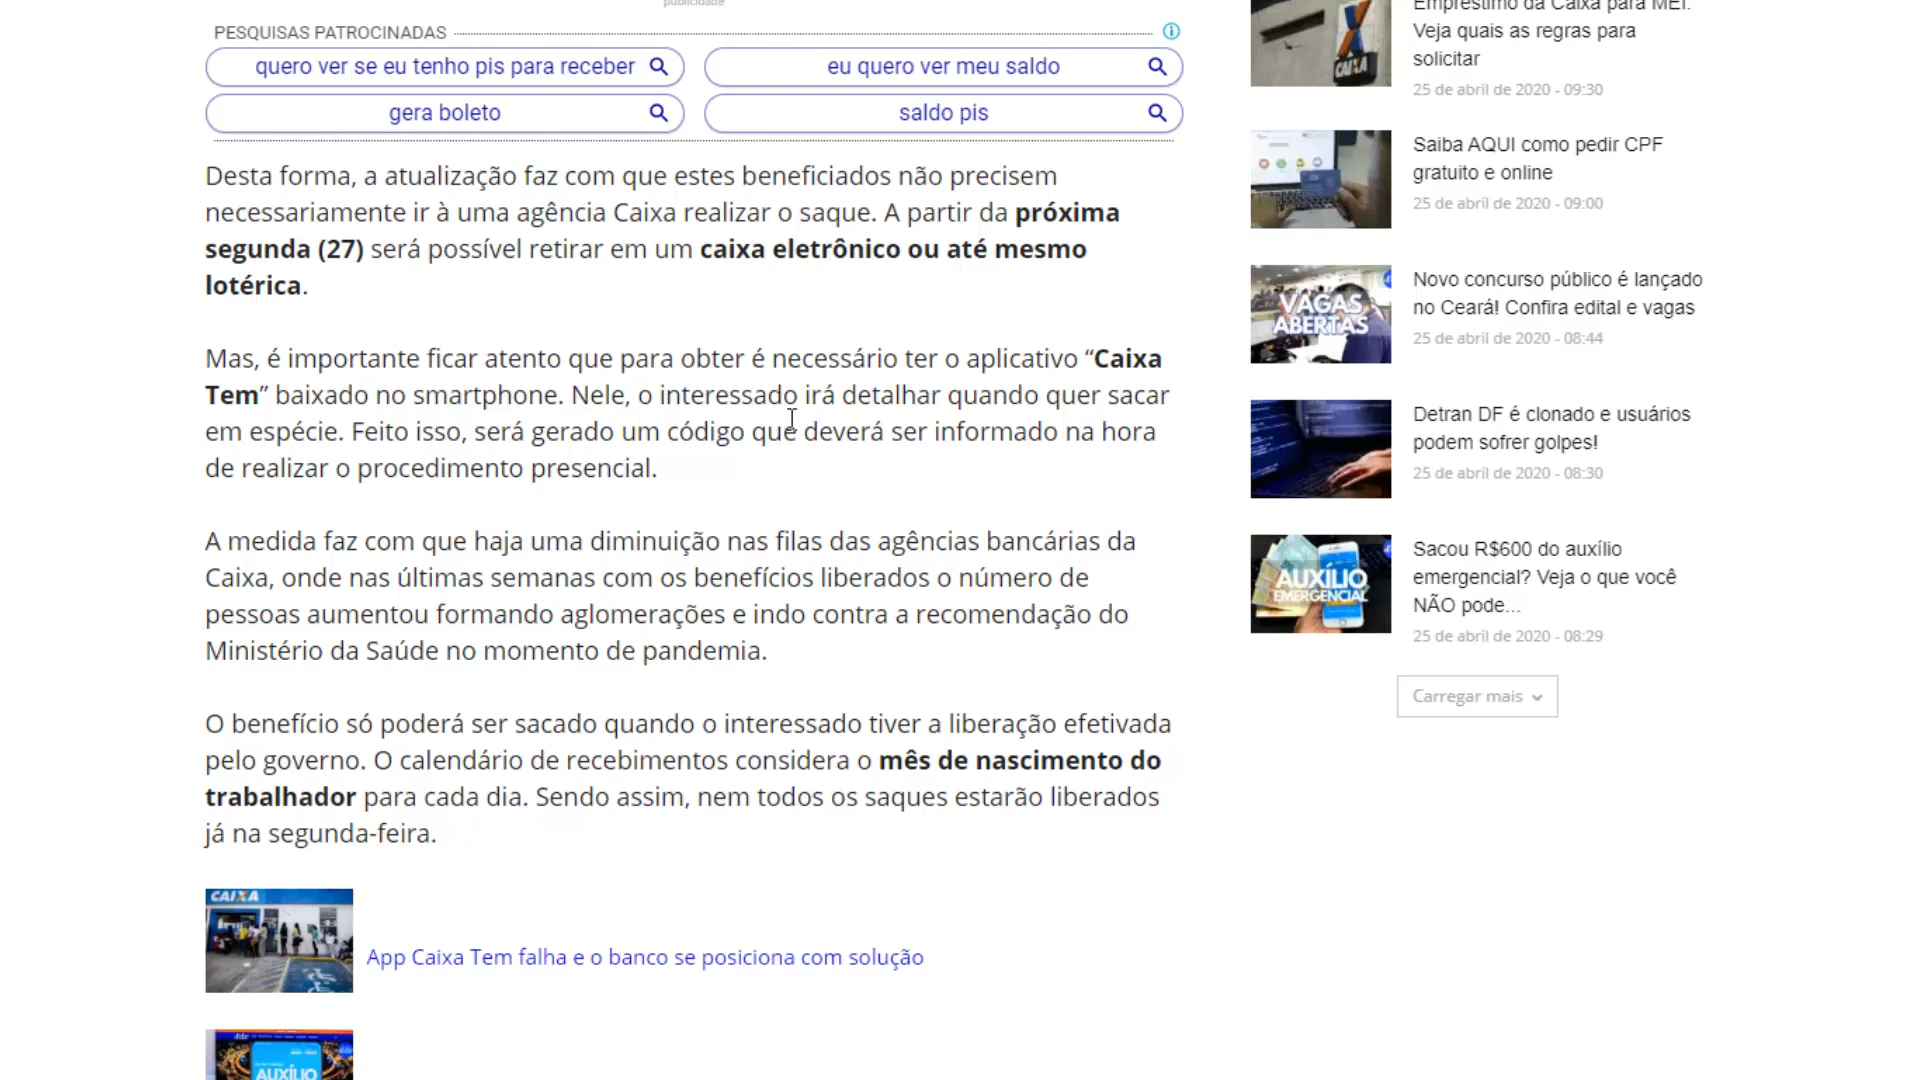 publicidade
PESQUISAS PATROCINADAS
quero ver se eu tenho pis para receber
eu quero ver meu saldo
gera boleto
saldo pis
Desta forma, a atualização faz com que estes beneficiados não precisem
necessariamente ir à uma agência Caixa realizar o saque. A partir da próxima
segunda (27) será possível retirar em um caixa eletrônico ou até mesmo
lotérica.
Mas, é importante ficar atento que para obter é necessário ter o aplicativo “Caixa
Tem” baixado no smartphone. Nele, o interessado irá detalhar quando quer sacar
em espécie. Feito isso, será gerado um código que deverá ser informado na hora
de realizar o procedimento presencial.
A medida faz com que haja uma diminuição nas filas das agências bancárias da
Caixa, onde nas últimas semanas com os benefícios liberados o número de
pessoas aumentou formando aglomerações e indo contra a recomendação do
Ministério da Saúde no momento de pandemia.
O benefício só poderá ser sacado quando o interessado tiver a liberação efetivada
pelo governo. O calendário de recebimentos considera o mês de nascimento do
trabalhador para cada dia. Sendo assim, nem todos os saques estarão liberados
já na segunda-feira.
CAIXA
App Caixa Tem falha e o banco se posiciona com solução
AUXÍLIO
Empréstimo da Caixa para MEI:
Veja quais as regras para
solicitar
25 de abril de 2020 - 09:30
CAIXA
Saiba AQUI como pedir CPF
gratuito e online
25 de abril de 2020 - 09:00
VAGAS
ABERTAS
Novo concurso público é lançado
no Ceará! Confira edital e vagas
25 de abril de 2020 - 08:44
Detran DF é clonado e usuários
podem sofrer golpes!
25 de abril de 2020 - 08:30
AUXÍLIO
EMERGENCIAL
Sacou R$600 do auxílio
emergencial? Veja o que você
NÃO pode...
25 de abril de 2020 - 08:29
Carregar mais